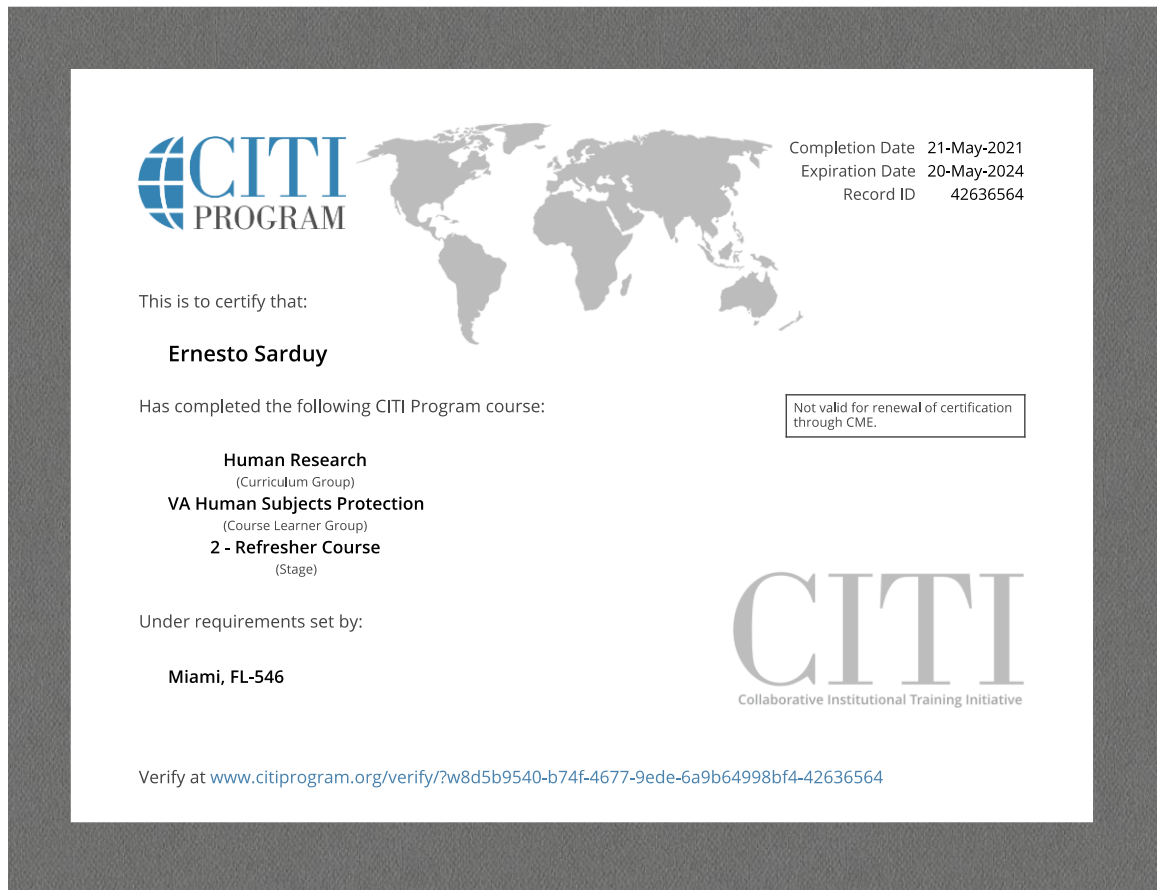 CITI
PROGRAM
Completion Date 21-May-2021
Expiration Date 20-May-2024
Record ID 42636564
This is to certify that:
Ernesto Sarduy
Has completed the following CITI Program course:
Not valid for renewal of certification
through CME.
Human Research
(Curriculum Group)
VA Human Subjects Protection
(Course Learner Group)
2 - Refresher Course
(Stage)
Under requirements set by:
Miami, FL-546
CITI
Collaborative Institutional Training Initiative
Verify at www.citiprogram.org/verify/?w8d5b9540-b74f-4677-9ede-6a9b64998bf4-42636564